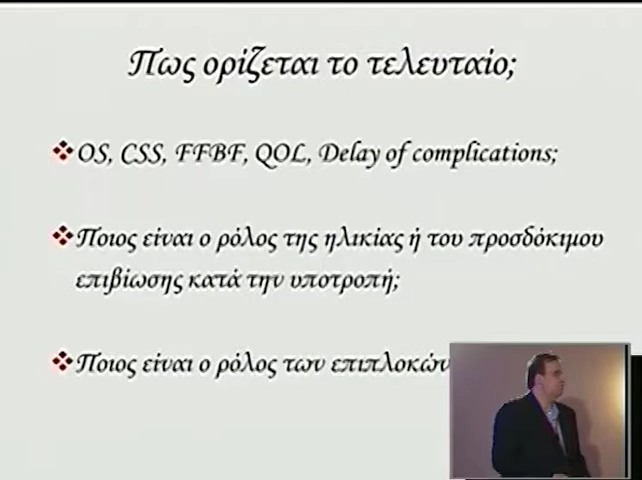 Πως ορίζεται το τελευταίο;
OS, CSS, FFBF, QOL, Delay of complications;
Ποιος είναι ο ρόλος της ηλικίας ή του προσδόκιμου
επιβίωσης κατά την υποτροπή;
Ποιος είναι ο ρόλος των επιπλοκών